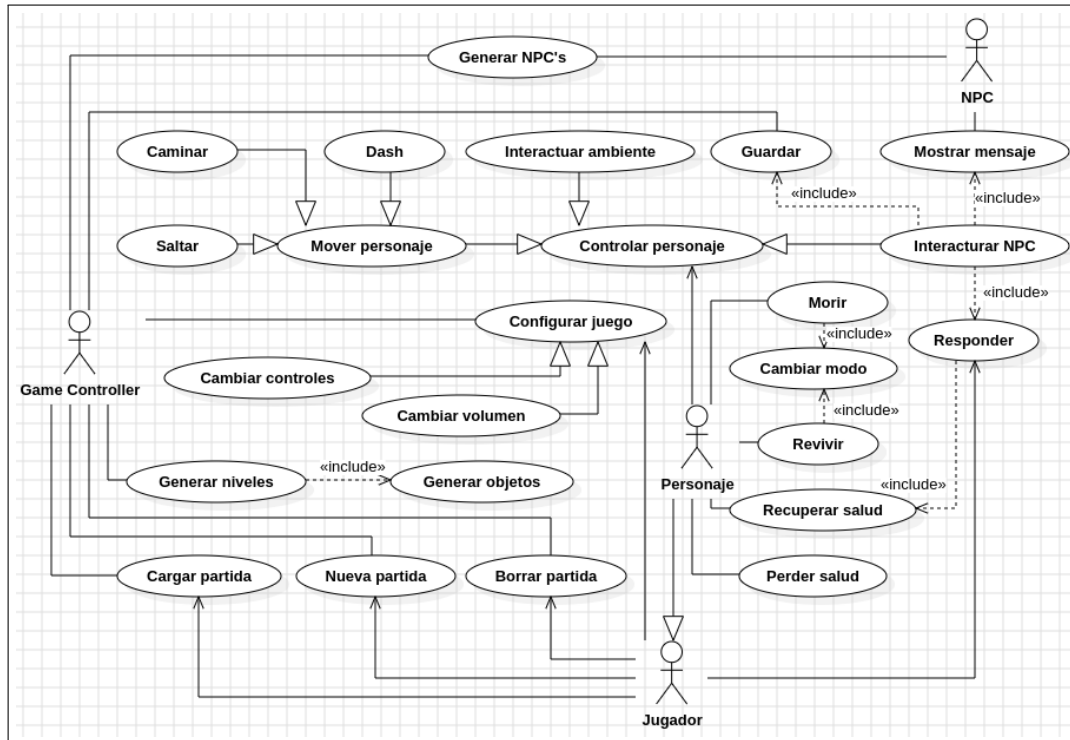 Generar NPC's
NPC
Caminar
Dash
Interactuar ambiente
Guardar
Mostrar mensaje
«include»
«include»
Saltar
Mover personaje
Controlar personaje
Interacturar NPC
«include»
Morir
Configurar juego
«include»
Responder
Game Controller
Cambiar controles
Cambiar modo
Cambiar volumen
«include»
Revivir
«include»
Generar niveles
Generar objetos
Personaje
«include»
Recuperar salud
Cargar partida
Nueva partida
Borrar partida
Perder salud
Jugador